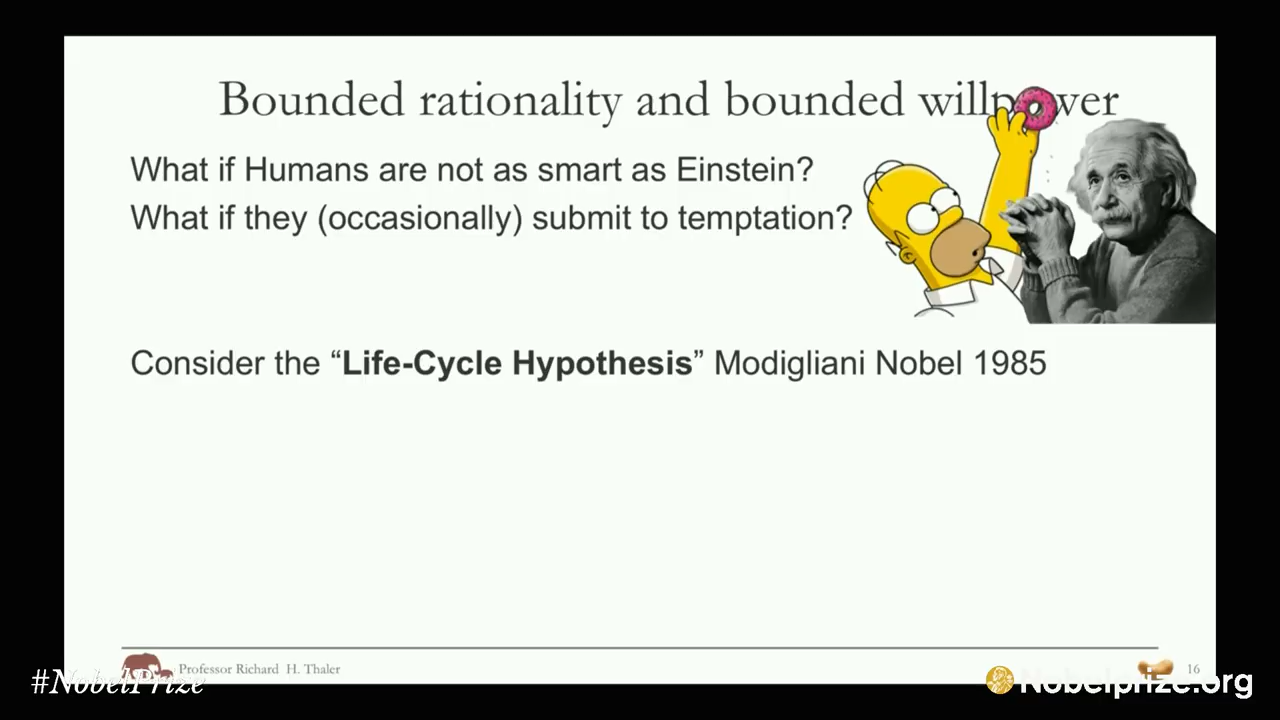 Bounded rationality and bounded willpower
What if Humans are not as smart as Einstein?
What if they (occasionally) submit to temptation?
Consider the “Life-Cycle Hypothesis” Modigliani Nobel 1985
Professor Richard H. Thaler
16
#NobelPrize
Nobelprize.org